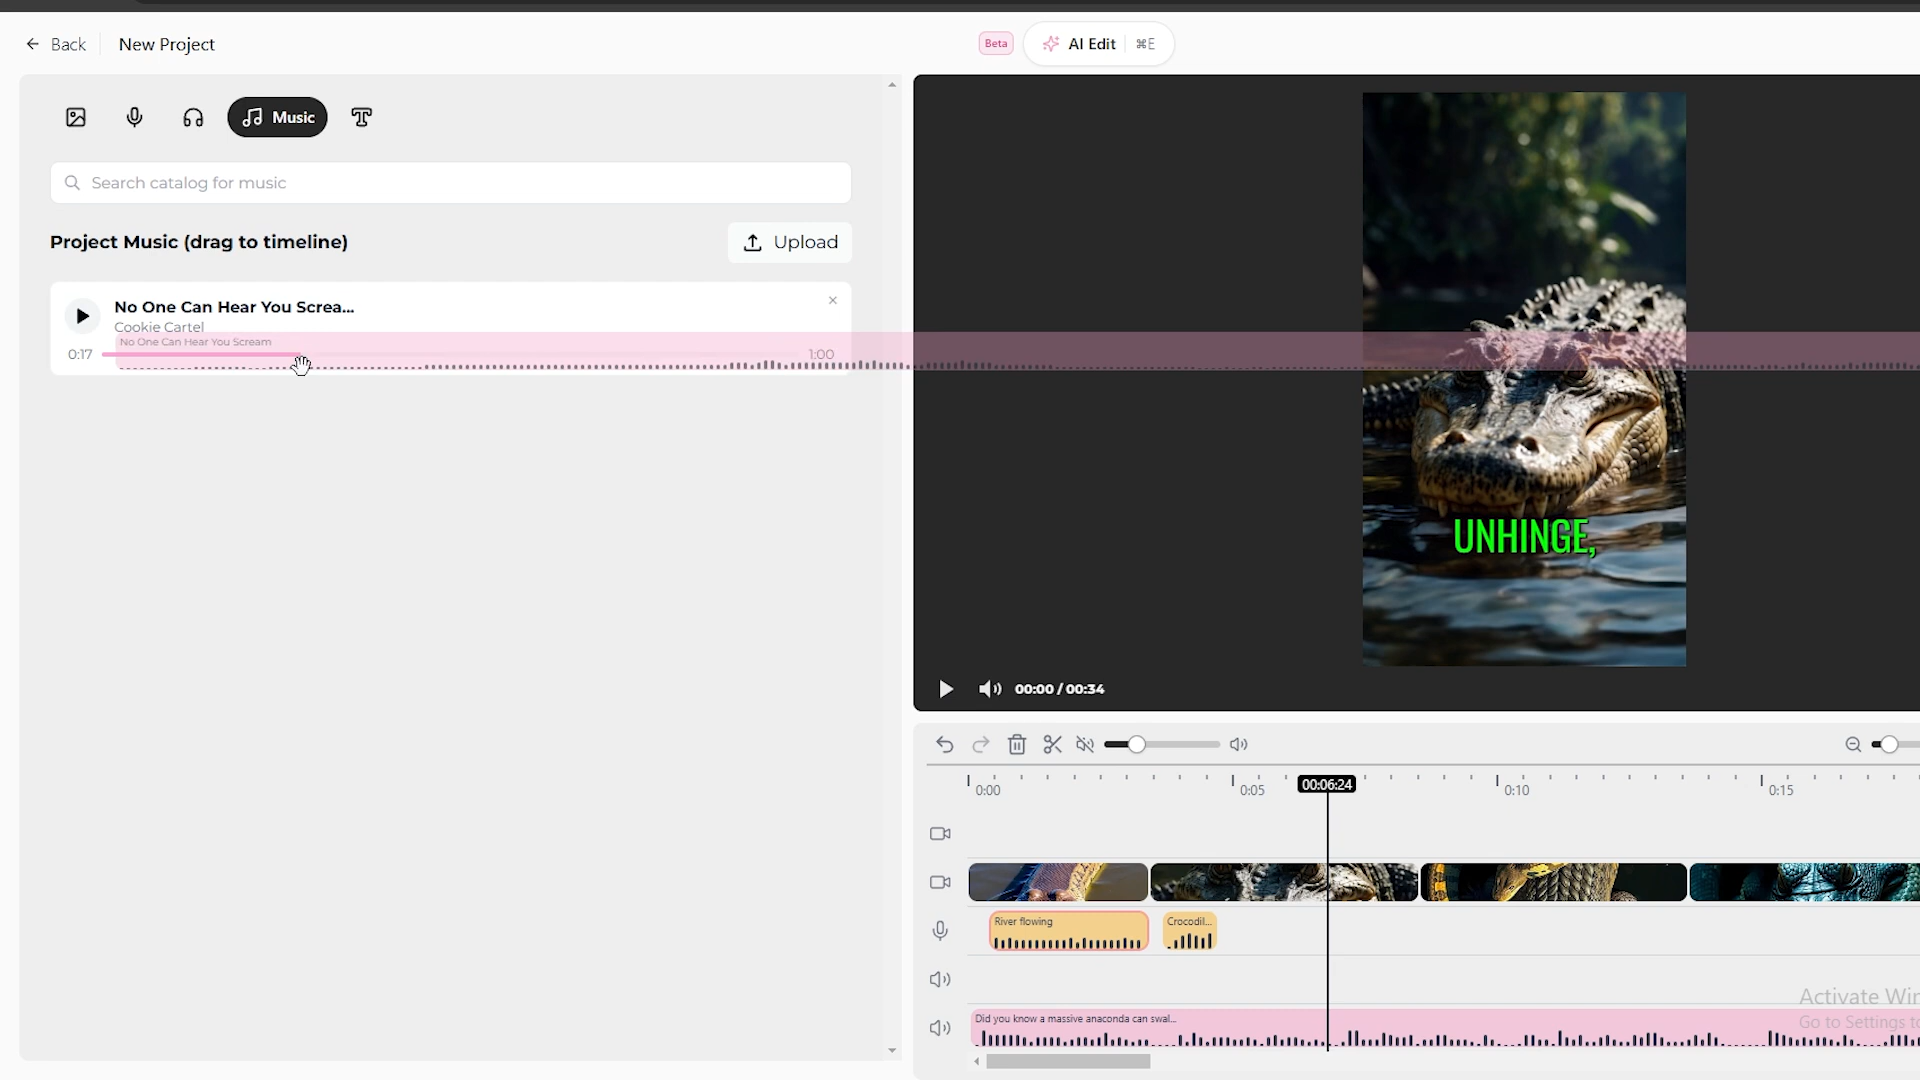 Back
New Project
Beta
AI Edit
⌘E
Music
Search catalog for music
Project Music (drag to timeline)
Upload
No One Can Hear You Screa...
Cookie Cartel
No One Can Hear You Scream
0:17
1:00
UNHINGE,
00:00 / 00:34
00:06:24
0:00
0:05
0:10
0:15
River flowing
Crocodil...
Did you know a massive anaconda can swal...
Activate Win
Go to Settings to